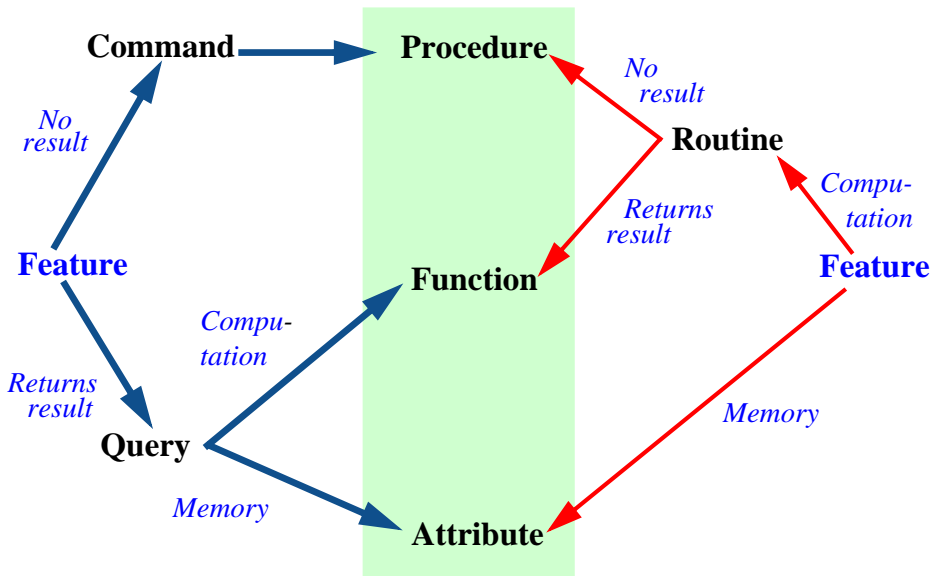 Command
Procedure
No
result
Routine
No
result
Compu-
tation
Returns
result
Feature
Function
Feature
Compu-
tation
Returns
result
Memory
Query
Memory
Attribute